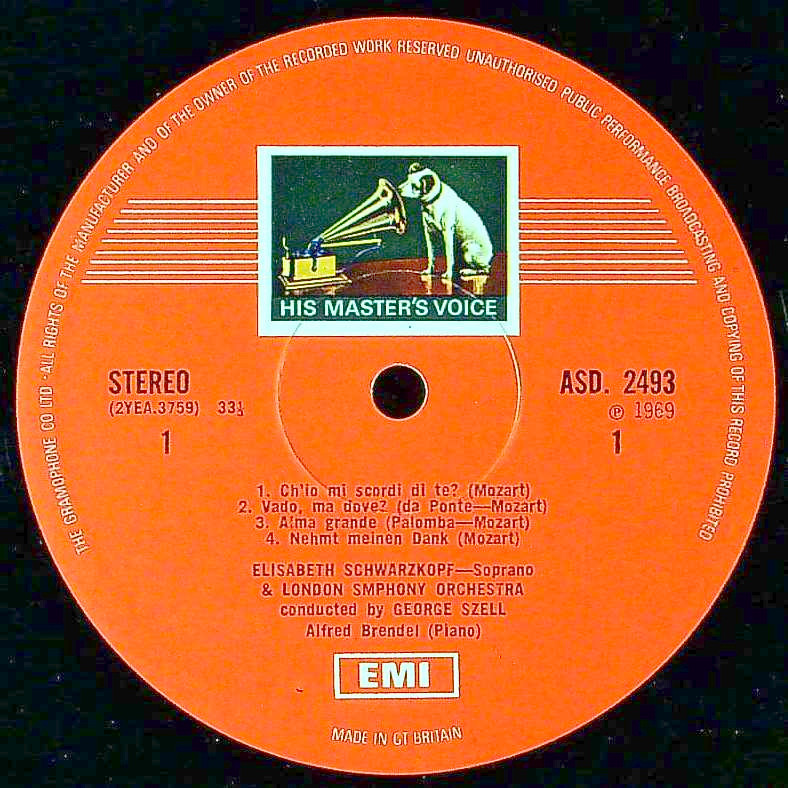 THE GRAMOPHONE CO LTD · ALL RIGHTS OF THE MANUFACTURER AND OF THE OWNER OF THE RECORDED WORK RESERVED UNAUTHORISED PUBLIC PERFORMANCE BROADCASTING AND COPYING OF THIS RECORD PROHIBITED
HIS MASTER'S VOICE
STEREO
(2YEA.3759) 33⅓
1
ASD. 2493
℗ 1969
1
1. Ch'io mi scordi di te? (Mozart)
2. Vado, ma dove? (da Ponte—Mozart)
3. Alma grande (Palomba—Mozart)
4. Nehmt meinen Dank (Mozart)
ELISABETH SCHWARZKOPF—Soprano
& LONDON SMPHONY ORCHESTRA
conducted by GEORGE SZELL
Alfred Brendel (Piano)
EMI
MADE IN GT BRITAIN